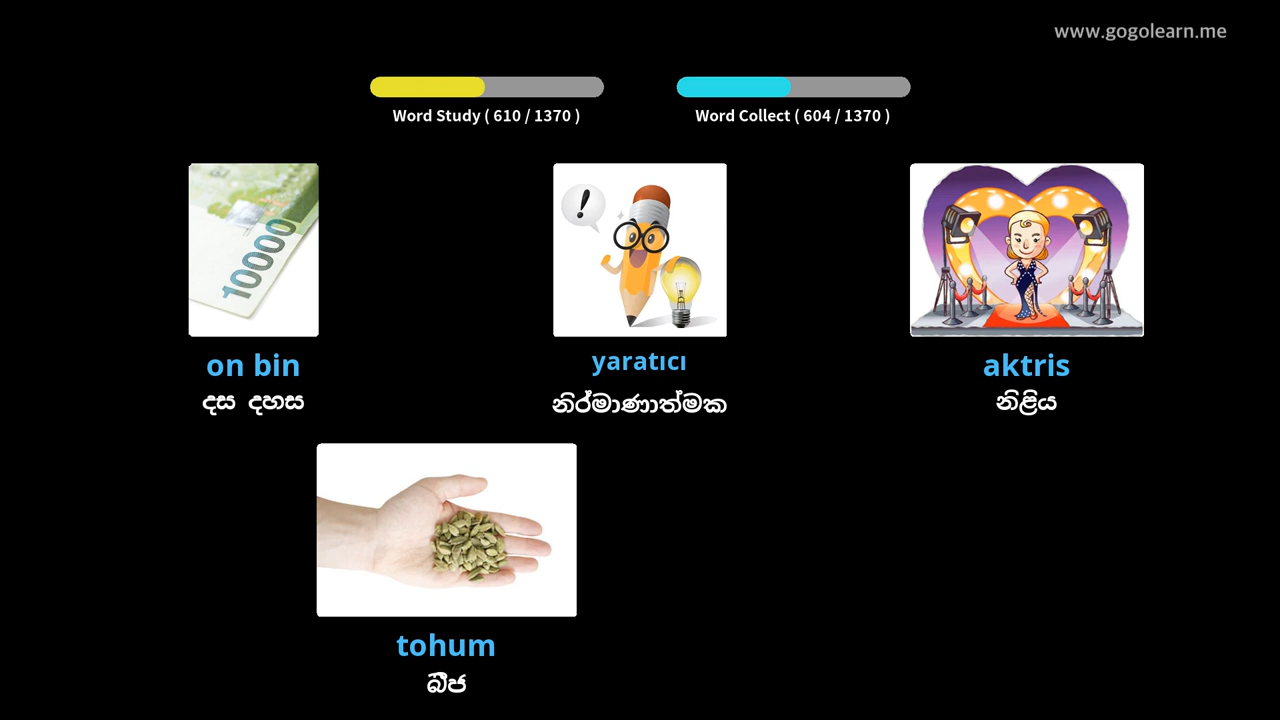 www.gogolearn.me
Word Study ( 610 / 1370 )
Word Collect ( 604 / 1370 )
10000
!
on bin
දස දහස
yaratıcı
නිර්මාණාත්මක
aktris
නිළිය
tohum
බීජ